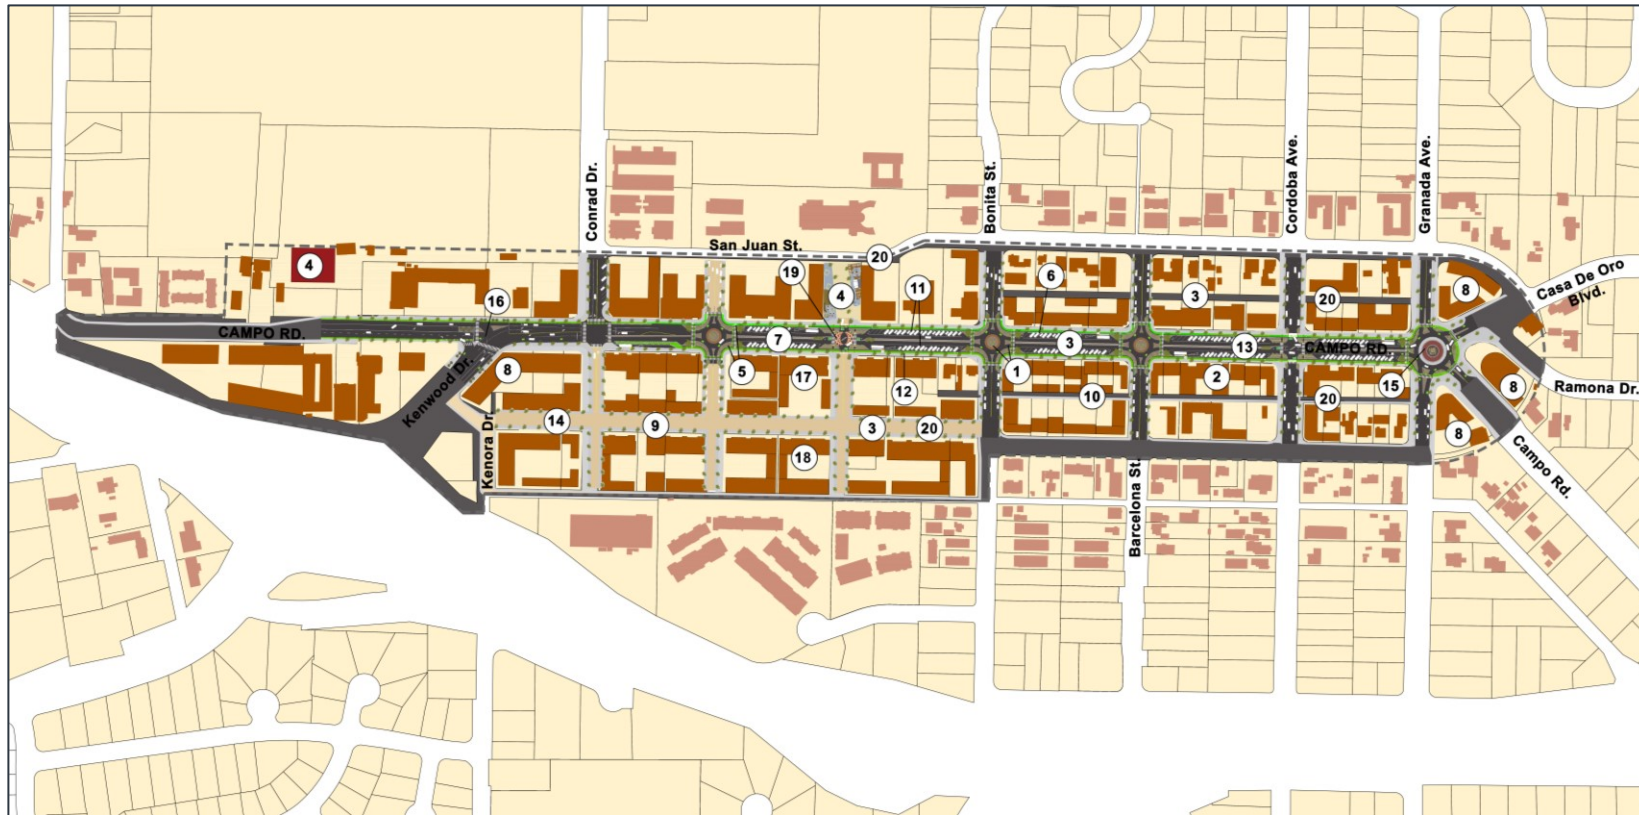 Conrad Dr.
Bonita St.
Cordoba Ave.
Granada Ave.
San Juan St.
Casa De Oro
Blvd.
4
19
20
4
11
6
3
20
8
16
CAMPO RD.
7
3
13
CAMPO RD.
5
17
12
1
10
2
15
20
8
Ramona Dr.
Kenwood Dr.
8
14
9
3
20
8
Kenora Dr.
18
Barcelona St.
Campo Rd.